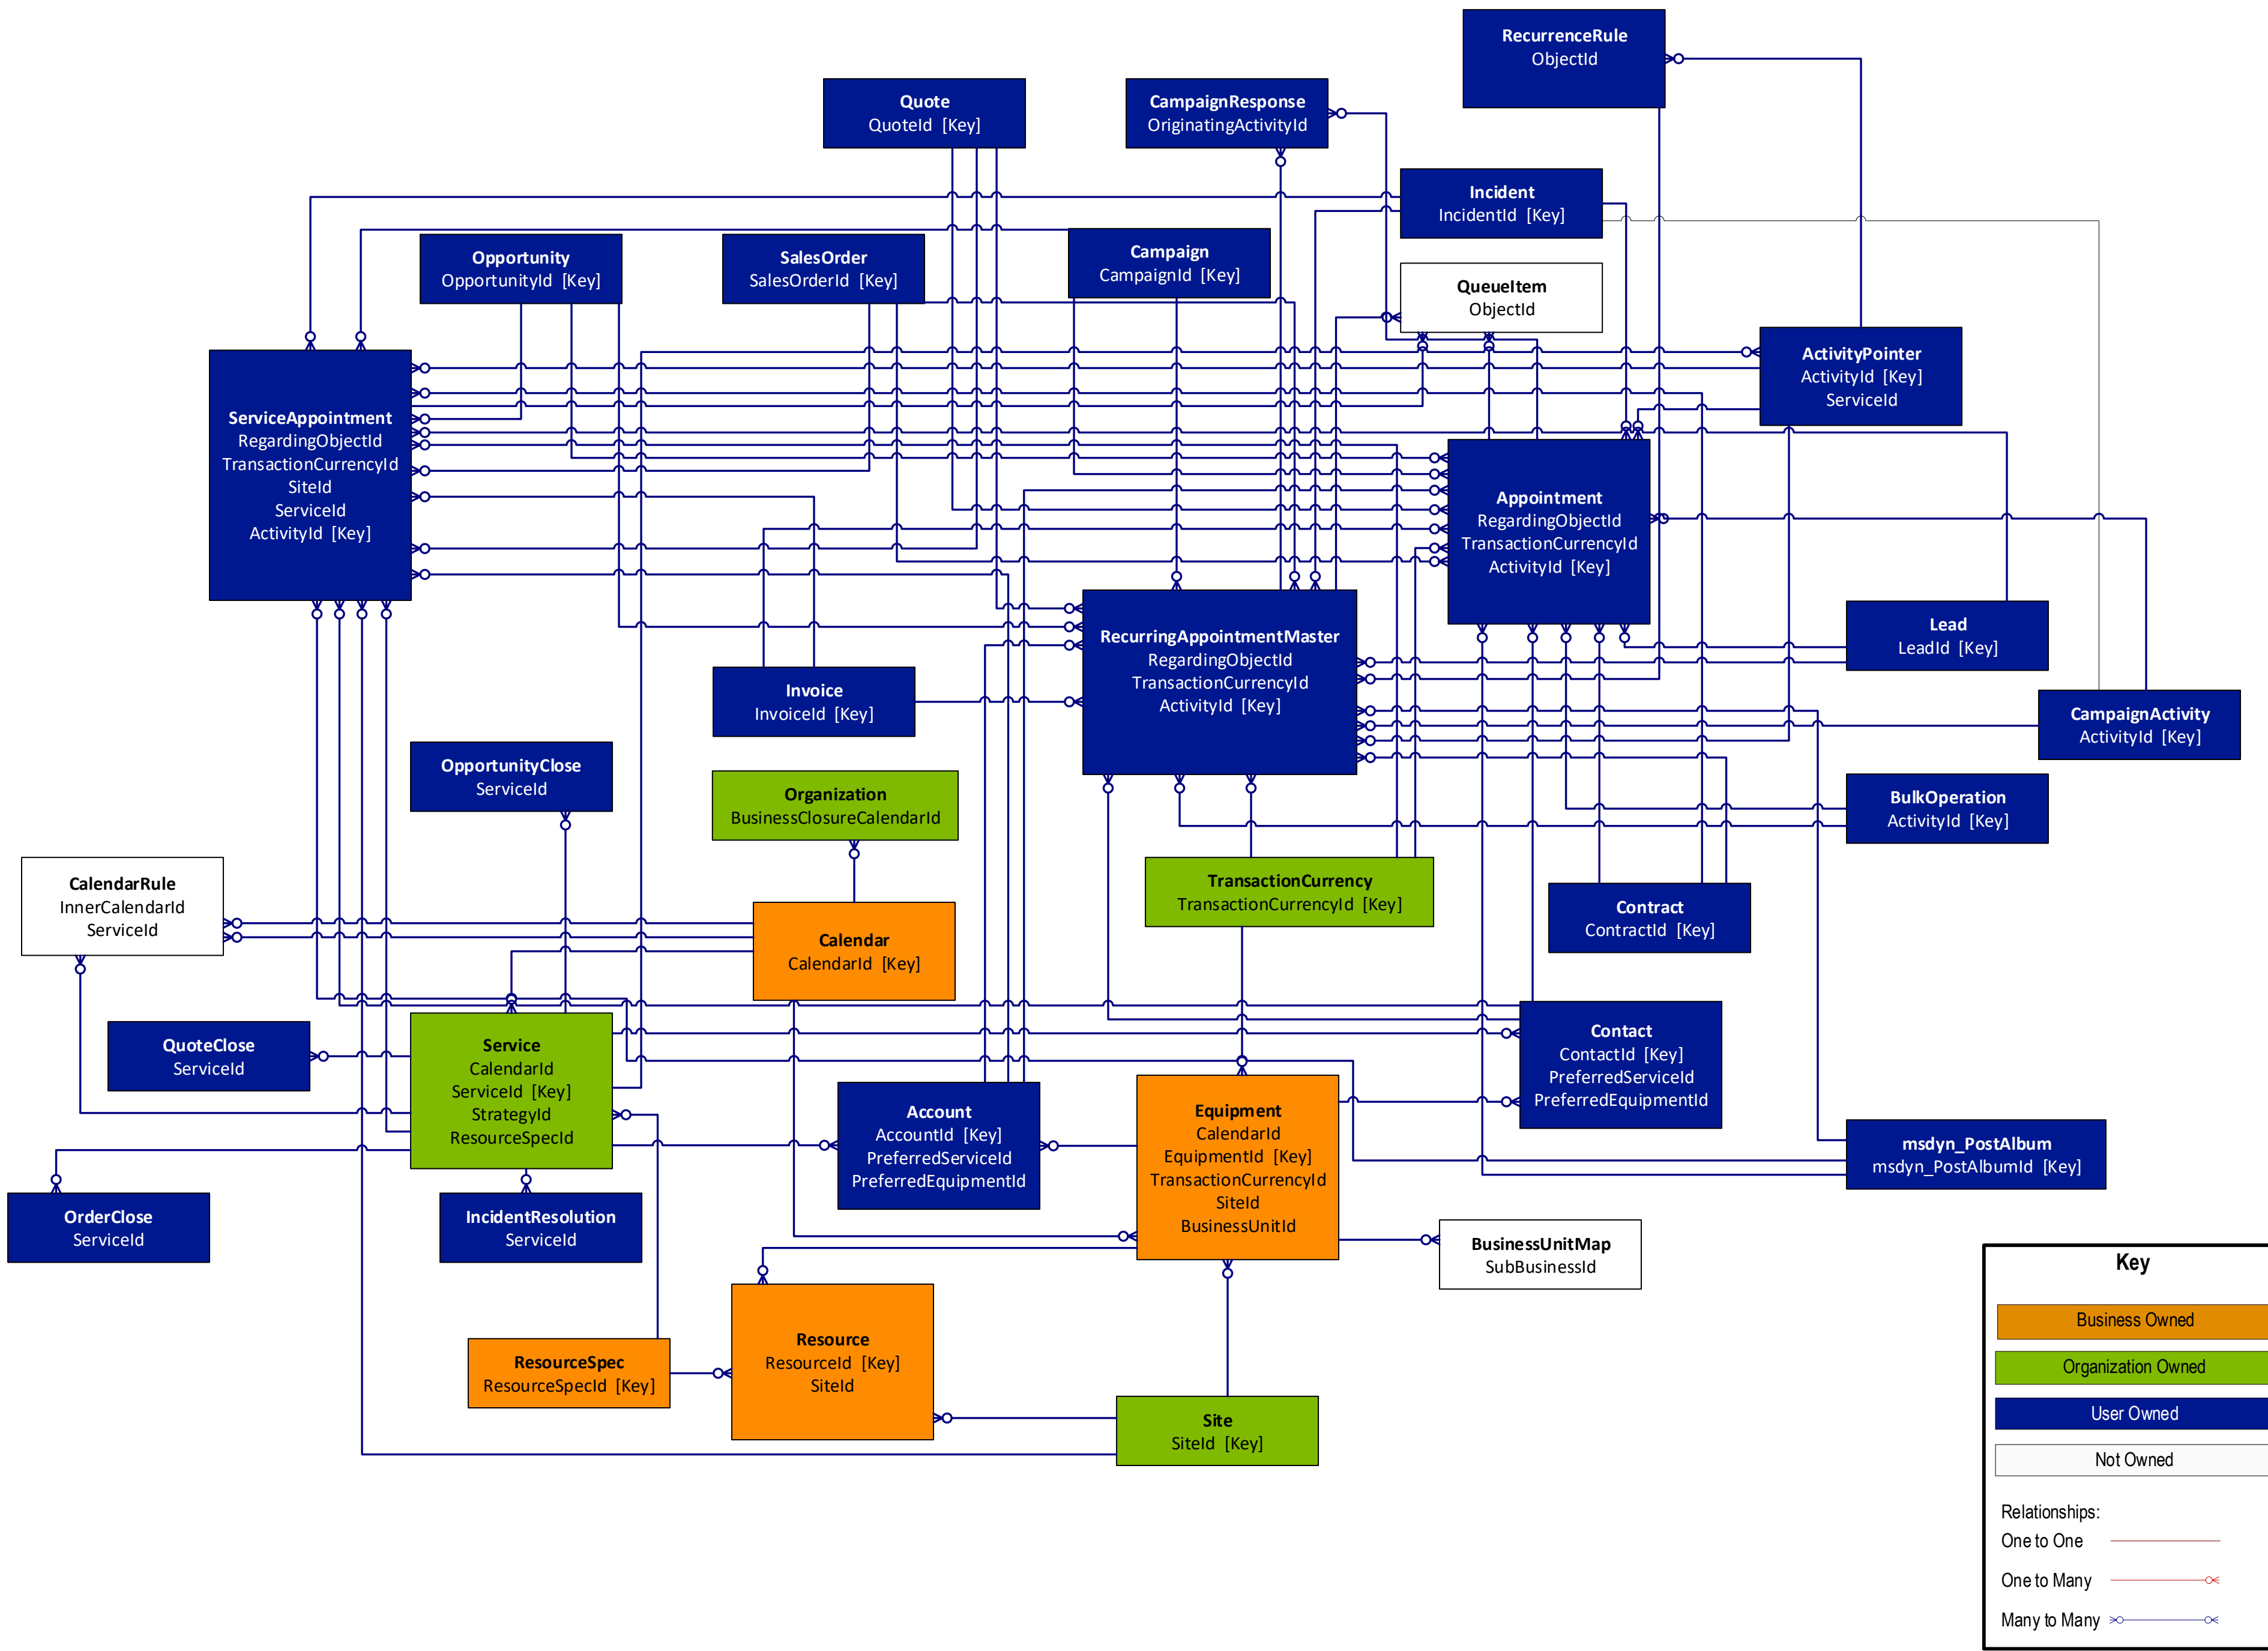 RecurrenceRule
ObjectId
Quote
QuoteId [Key]
CampaignResponse
OriginatingActivityId
Incident
IncidentId [Key]
Opportunity
OpportunityId [Key]
SalesOrder
SalesOrderId [Key]
Campaign
CampaignId [Key]
QueueItem
ObjectId
ActivityPointer
ActivityId [Key]
ServiceId
ServiceAppointment
RegardingObjectId
TransactionCurrencyId
SiteId
ServiceId
ActivityId [Key]
Appointment
RegardingObjectId
TransactionCurrencyId
ActivityId [Key]
RecurringAppointmentMaster
RegardingObjectId
TransactionCurrencyId
ActivityId [Key]
Lead
LeadId [Key]
Invoice
InvoiceId [Key]
CampaignActivity
ActivityId [Key]
OpportunityClose
ServiceId
Organization
BusinessClosureCalendarId
BulkOperation
ActivityId [Key]
CalendarRule
InnerCalendarId
ServiceId
TransactionCurrency
TransactionCurrencyId [Key]
Contract
ContractId [Key]
Calendar
CalendarId [Key]
QuoteClose
ServiceId
Service
CalendarId
ServiceId [Key]
StrategyId
ResourceSpecId
Contact
ContactId [Key]
PreferredServiceId
PreferredEquipmentId
Account
AccountId [Key]
PreferredServiceId
PreferredEquipmentId
Equipment
CalendarId
EquipmentId [Key]
TransactionCurrencyId
SiteId
BusinessUnitId
msdyn_PostAlbum
msdyn_PostAlbumId [Key]
OrderClose
ServiceId
IncidentResolution
ServiceId
BusinessUnitMap
SubBusinessId
ResourceSpec
ResourceSpecId [Key]
Resource
ResourceId [Key]
SiteId
Site
SiteId [Key]
Key
Business Owned
Organization Owned
User Owned
Not Owned
Relationships:
One to One
One to Many
Many to Many